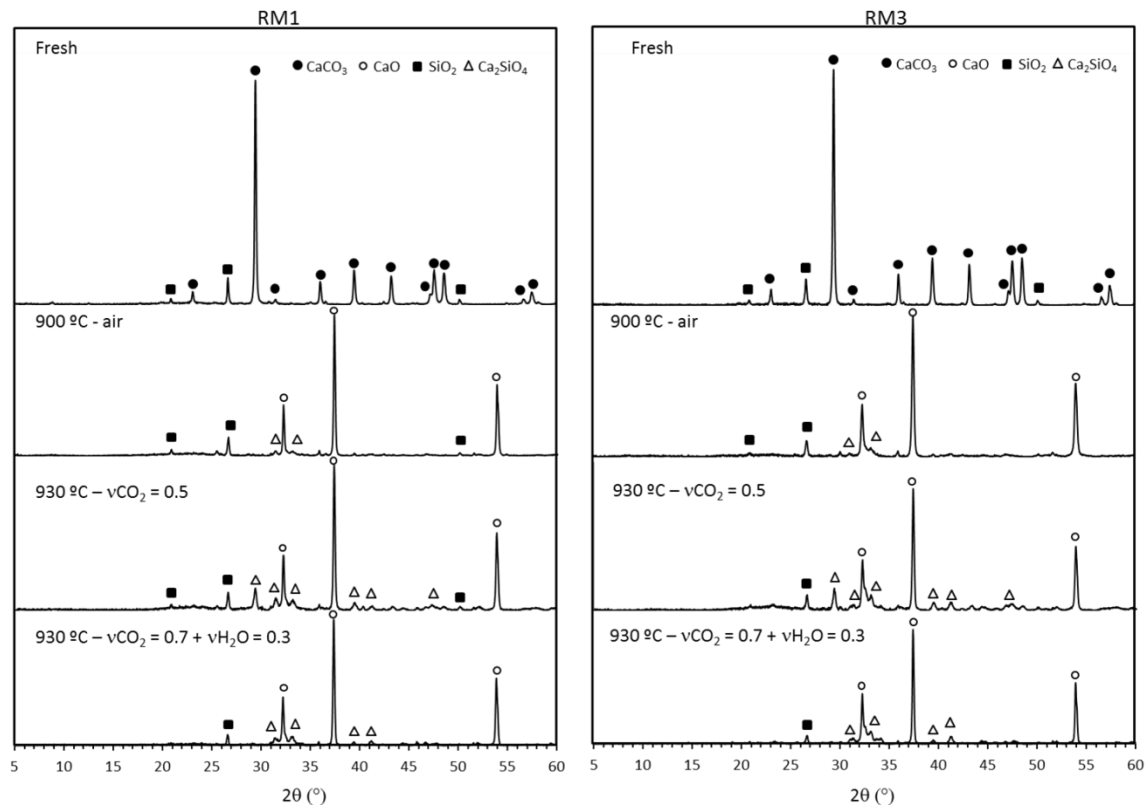 RM1
Fresh
● CaCO₃ ○ CaO ■ SiO₂ △ Ca₂SiO₄
900 ºC - air
930 ºC – νCO₂ = 0.5
930 ºC – νCO₂ = 0.7 + νH₂O = 0.3
5 10 15 20 25 30 35 40 45 50 55 60
2θ (°)
RM3
Fresh
● CaCO₃ ○ CaO ■ SiO₂ △ Ca₂SiO₄
900 ºC - air
930 ºC – νCO₂ = 0.5
930 ºC – νCO₂ = 0.7 + νH₂O = 0.3
5 10 15 20 25 30 35 40 45 50 55 60
2θ (°)